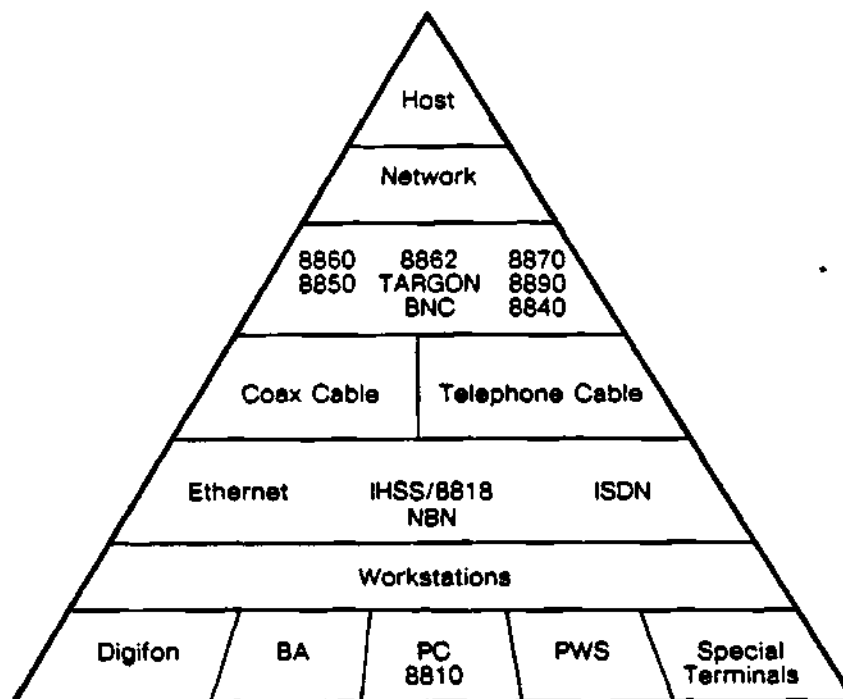 Host
Network
8860 8862 8870
8850 TARGON 8890
BNC 8840
Coax Cable Telephone Cable
Ethernet IHSS/8818 ISDN
NBN
Workstations
Digifon BA PC PWS Special
8810 Terminals